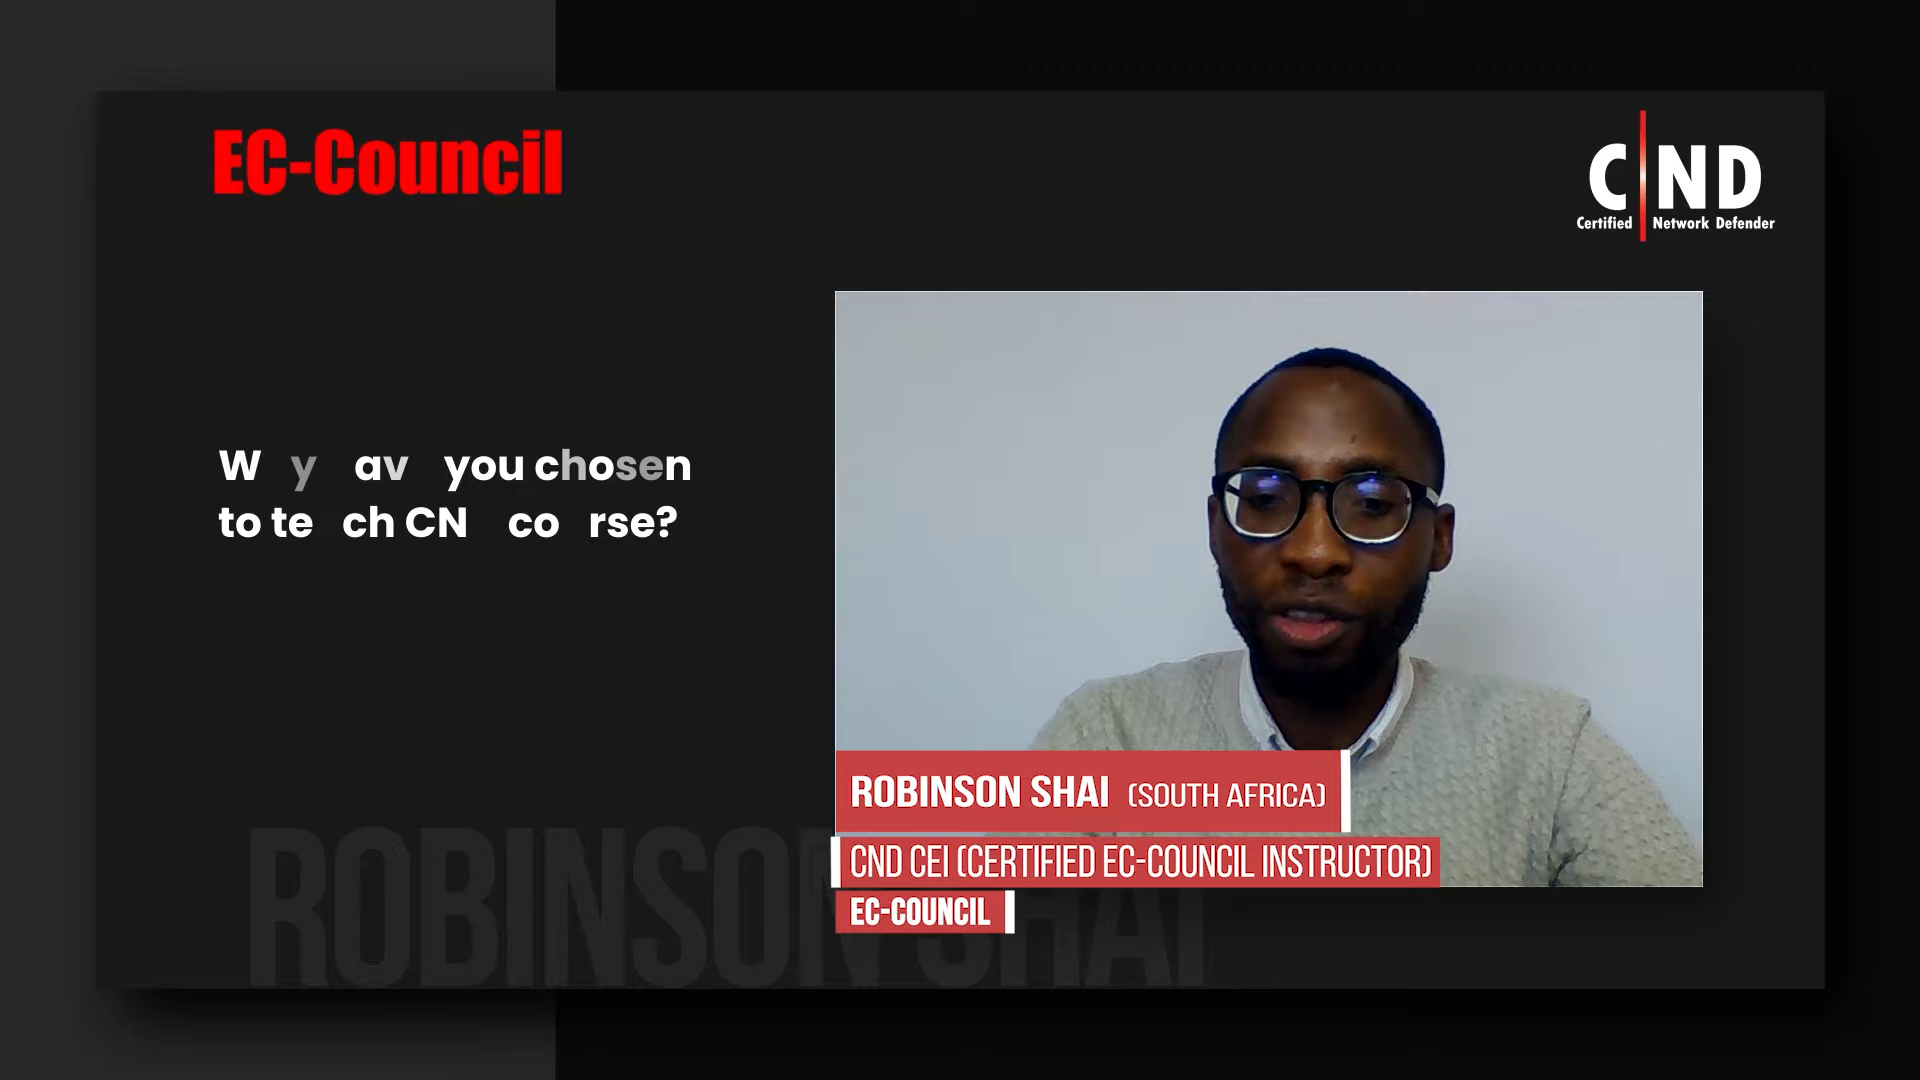 EC-Council
C ND
Certified Network Defender
W y av you chosen
to te ch CN co rse?
ROBINSON SHAI (SOUTH AFRICA)
CND CEI (CERTIFIED EC-COUNCIL INSTRUCTOR)
EC-COUNCIL
ROBINSON SHAI